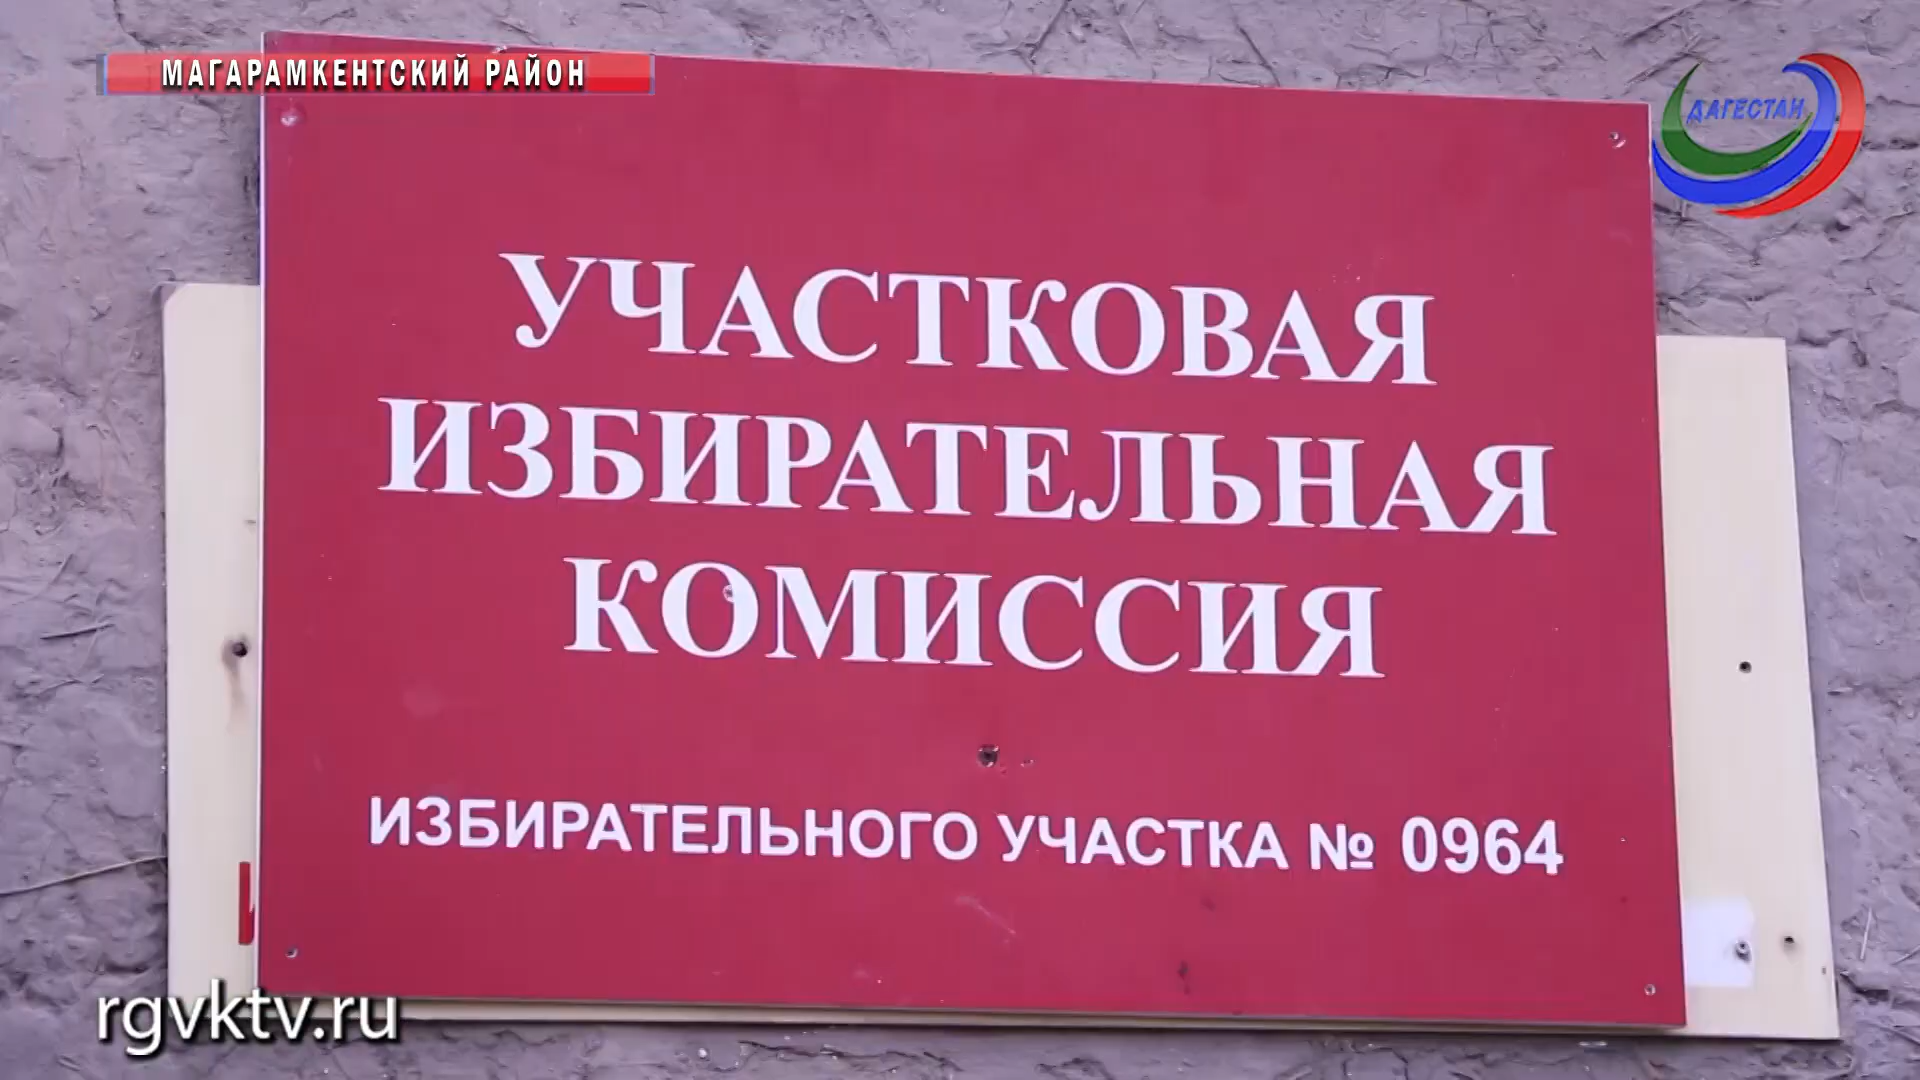 МАГАРАМКЕНТСКИЙ РАЙОН
ДАГЕСТАН
УЧАСТКОВАЯ
ИЗБИРАТЕЛЬНАЯ
КОМИССИЯ
ИЗБИРАТЕЛЬНОГО УЧАСТКА № 0964
rgvktv.ru